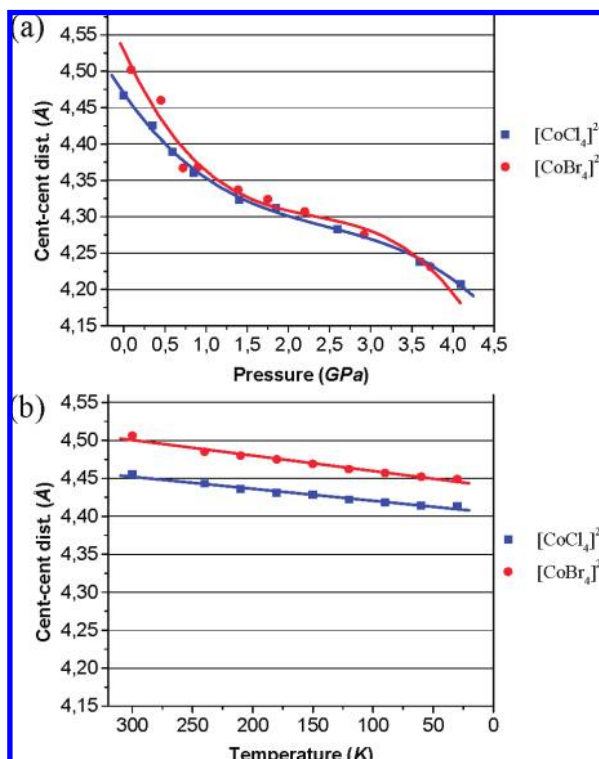 (a)
4,55
4,50
4,45
4,40
4,35
4,30
4,25
4,20
4,15
Cent-cent dist. (Å)
0,0 0,5 1,0 1,5 2,0 2,5 3,0 3,5 4,0 4,5
Pressure (GPa)
[CoCl4]2
[CoBr4]2
(b)
4,55
4,50
4,45
4,40
4,35
4,30
4,25
4,20
4,15
Cent-cent dist. (Å)
300 250 200 150 100 50 0
Temperature (K)
[CoCl4]2
[CoBr4]2